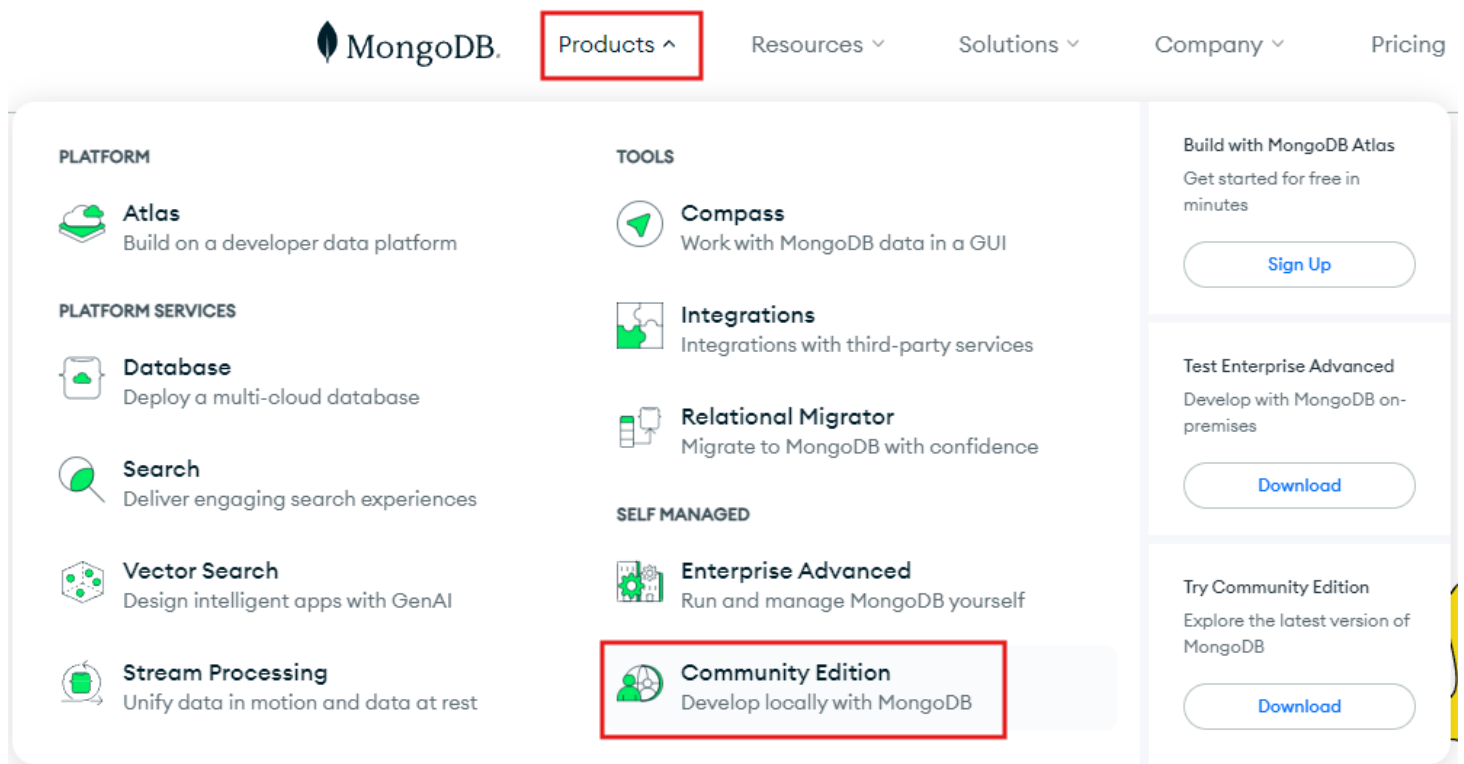 MongoDB.
Products
Resources
Solutions
Company
Pricing
PLATFORM
Atlas
Build on a developer data platform
PLATFORM SERVICES
Database
Deploy a multi-cloud database
Search
Deliver engaging search experiences
Vector Search
Design intelligent apps with GenAI
Stream Processing
Unify data in motion and data at rest
TOOLS
Compass
Work with MongoDB data in a GUI
Integrations
Integrations with third-party services
Relational Migrator
Migrate to MongoDB with confidence
SELF MANAGED
Enterprise Advanced
Run and manage MongoDB yourself
Community Edition
Develop locally with MongoDB
Build with MongoDB Atlas
Get started for free in
minutes
Sign Up
Test Enterprise Advanced
Develop with MongoDB on-
premises
Download
Try Community Edition
Explore the latest version of
MongoDB
Download